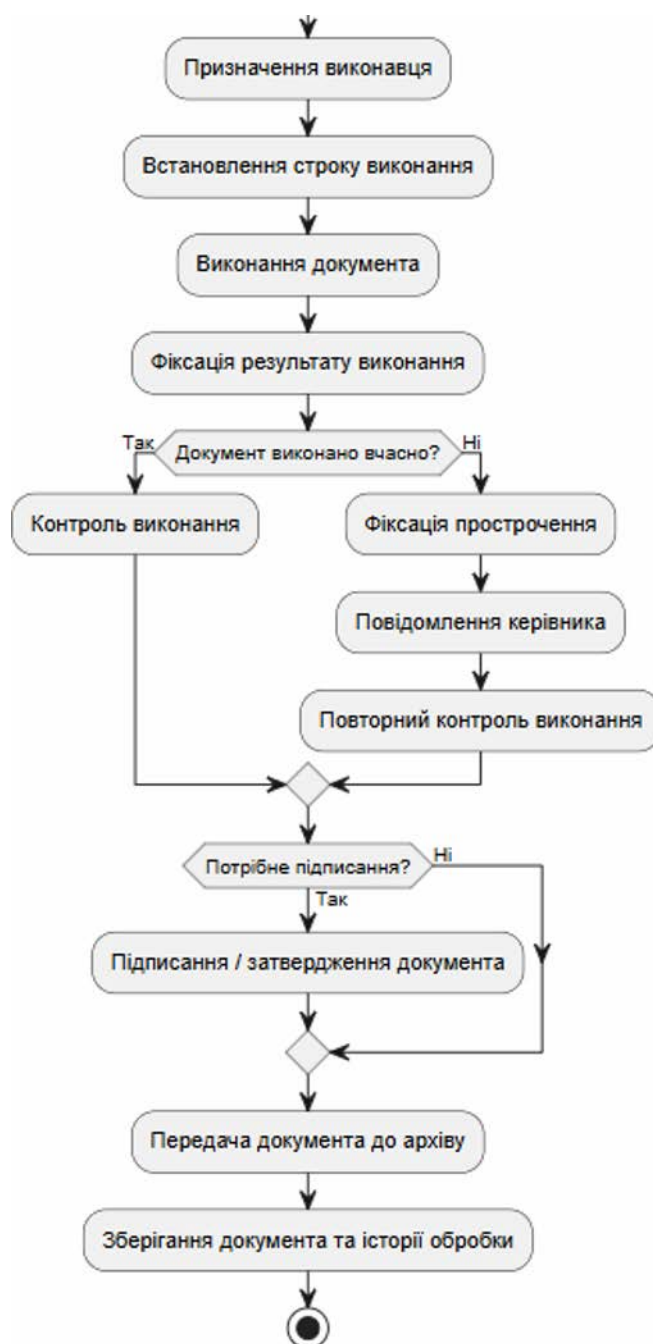 Призначення виконавця
Встановлення строку виконання
Виконання документа
Фіксація результату виконання
Так
Документ виконано вчасно?
Ні
Контроль виконання
Фіксація прострочення
Повідомлення керівника
Повторний контроль виконання
Потрібне підписання?
Ні
Так
Підписання / затвердження документа
Передача документа до архіву
Зберігання документа та історії обробки